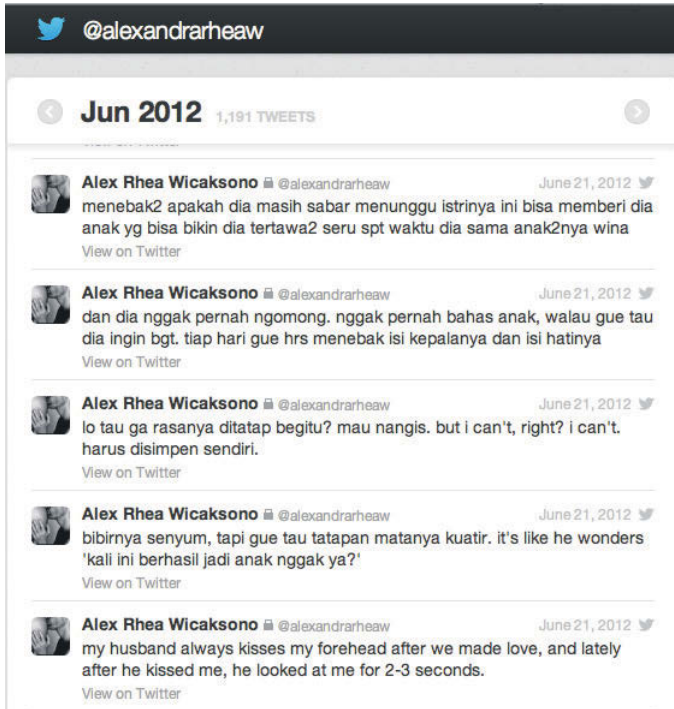 @alexandrarheaw
Jun 2012 1,191 TWEETS
View on Twitter
Alex Rhea Wicaksono @alexandrarheaw June 21, 2012
menebak2 apakah dia masih sabar menunggu istrinya ini bisa memberi dia
anak yg bisa bikin dia tertawa2 seru spt waktu dia sama anak2nya wina
View on Twitter
Alex Rhea Wicaksono @alexandrarheaw June 21, 2012
dan dia nggak pernah ngomong. nggak pernah bahas anak, walau gue tau
dia ingin bgt. tiap hari gue hrs menebak isi kepalanya dan isi hatinya
View on Twitter
Alex Rhea Wicaksono @alexandrarheaw June 21, 2012
lo tau ga rasanya ditatap begitu? mau nangis. but i can't, right? i can't.
harus disimpen sendiri.
View on Twitter
Alex Rhea Wicaksono @alexandrarheaw June 21, 2012
bibirnya senyum, tapi gue tau tatapan matanya kuatir. it's like he wonders
'kali ini berhasil jadi anak nggak ya?'
View on Twitter
Alex Rhea Wicaksono @alexandrarheaw June 21, 2012
my husband always kisses my forehead after we made love, and lately
after he kissed me, he looked at me for 2-3 seconds.
View on Twitter